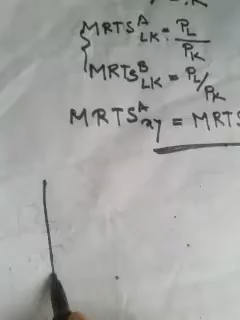 MRTS^A_LK = P_L/P_K
MRTS^B_LK = P_L/P_K
MRTS^A_xy = MRTS